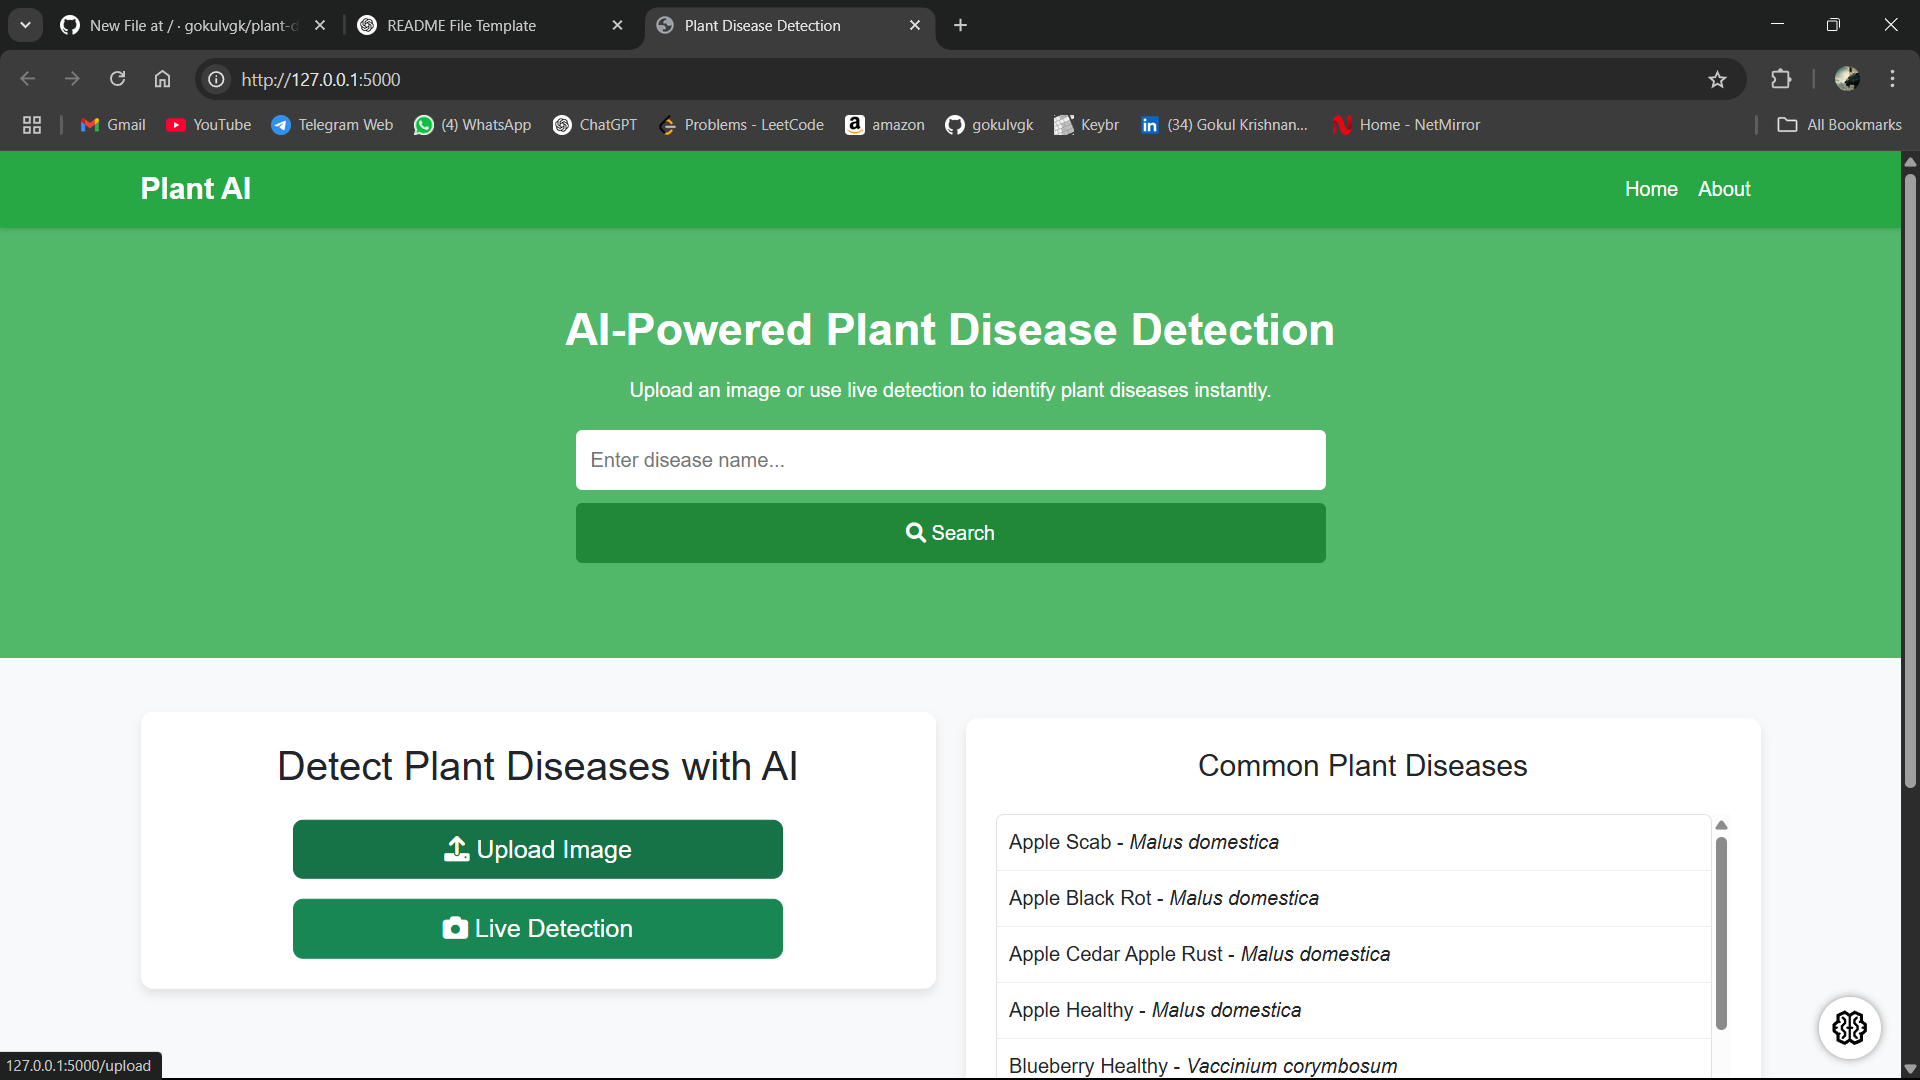 New File at / · gokulvgk/plant-d
README File Template
Plant Disease Detection
http://127.0.0.1:5000
Gmail
YouTube
Telegram Web
(4) WhatsApp
ChatGPT
Problems - LeetCode
amazon
gokulvgk
Keybr
(34) Gokul Krishnan...
Home - NetMirror
All Bookmarks
Plant AI
Home
About
AI-Powered Plant Disease Detection
Upload an image or use live detection to identify plant diseases instantly.
Enter disease name...
Search
Detect Plant Diseases with AI
Upload Image
Live Detection
Common Plant Diseases
Apple Scab - Malus domestica
Apple Black Rot - Malus domestica
Apple Cedar Apple Rust - Malus domestica
Apple Healthy - Malus domestica
Blueberry Healthy - Vaccinium corymbosum
127.0.0.1:5000/upload